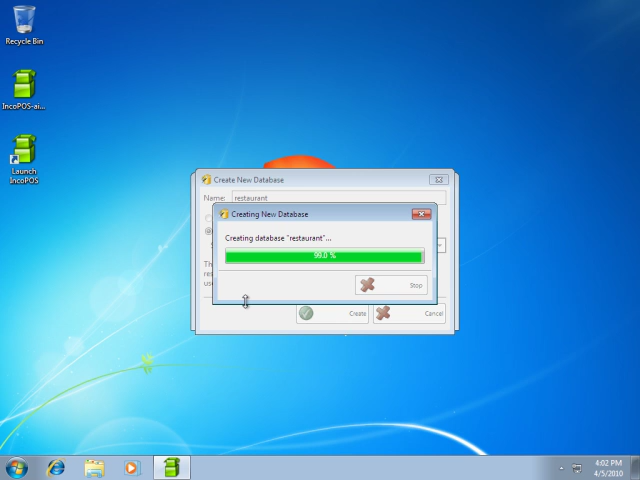 Recycle Bin
IncoPOS-ai...
Launch
IncoPOS
Create New Database
Name: restaurant
Creating New Database
Creating database "restaurant"...
99.0 %
Stop
Create
Cancel
4:02 PM
4/5/2010